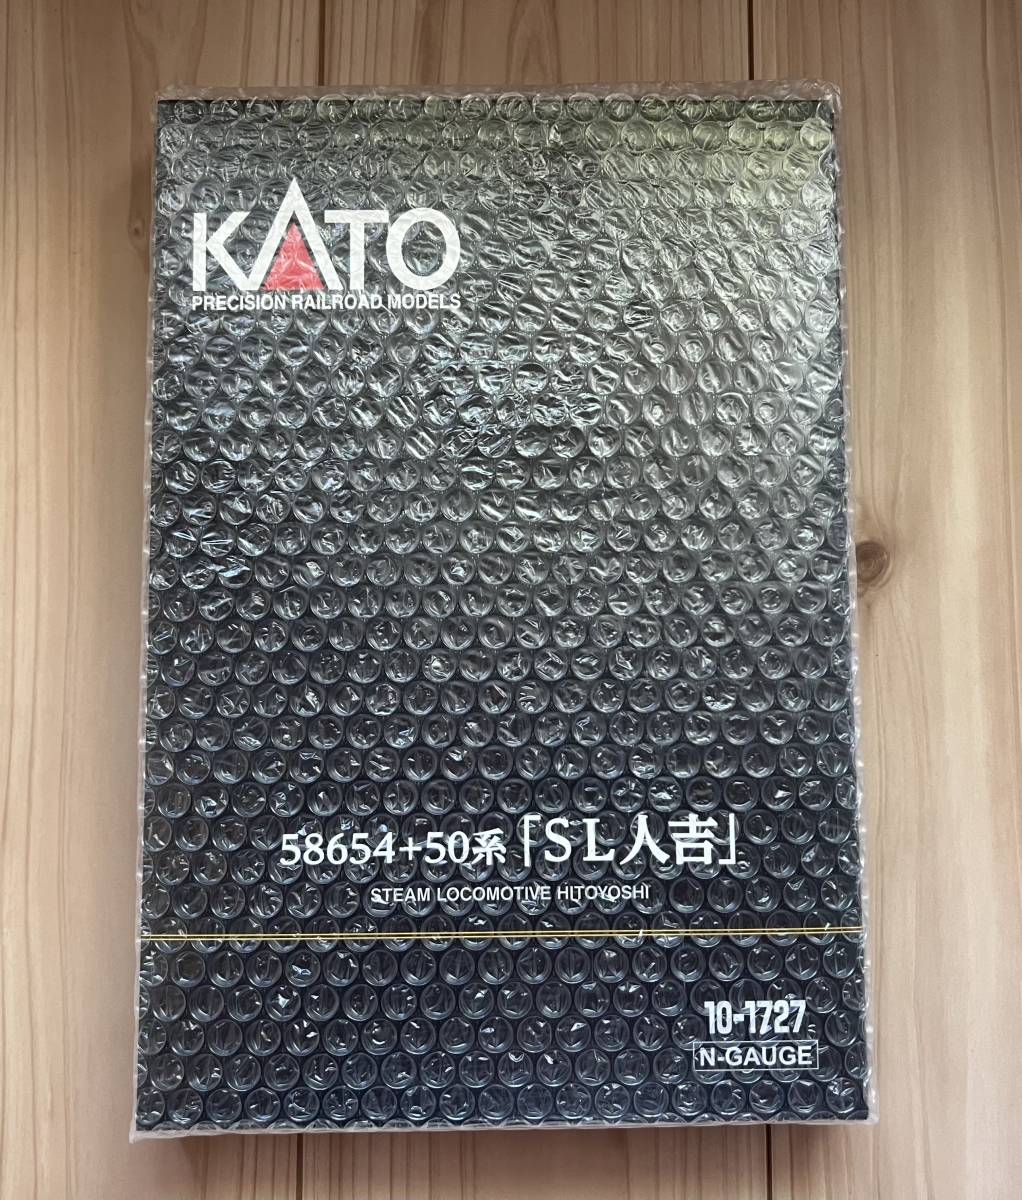 KATO
PRECISION RAILROAD MODELS
58654+50系「SL人吉」
STEAM LOCOMOTIVE HITOYOSHI
10-1727
N-GAUGE